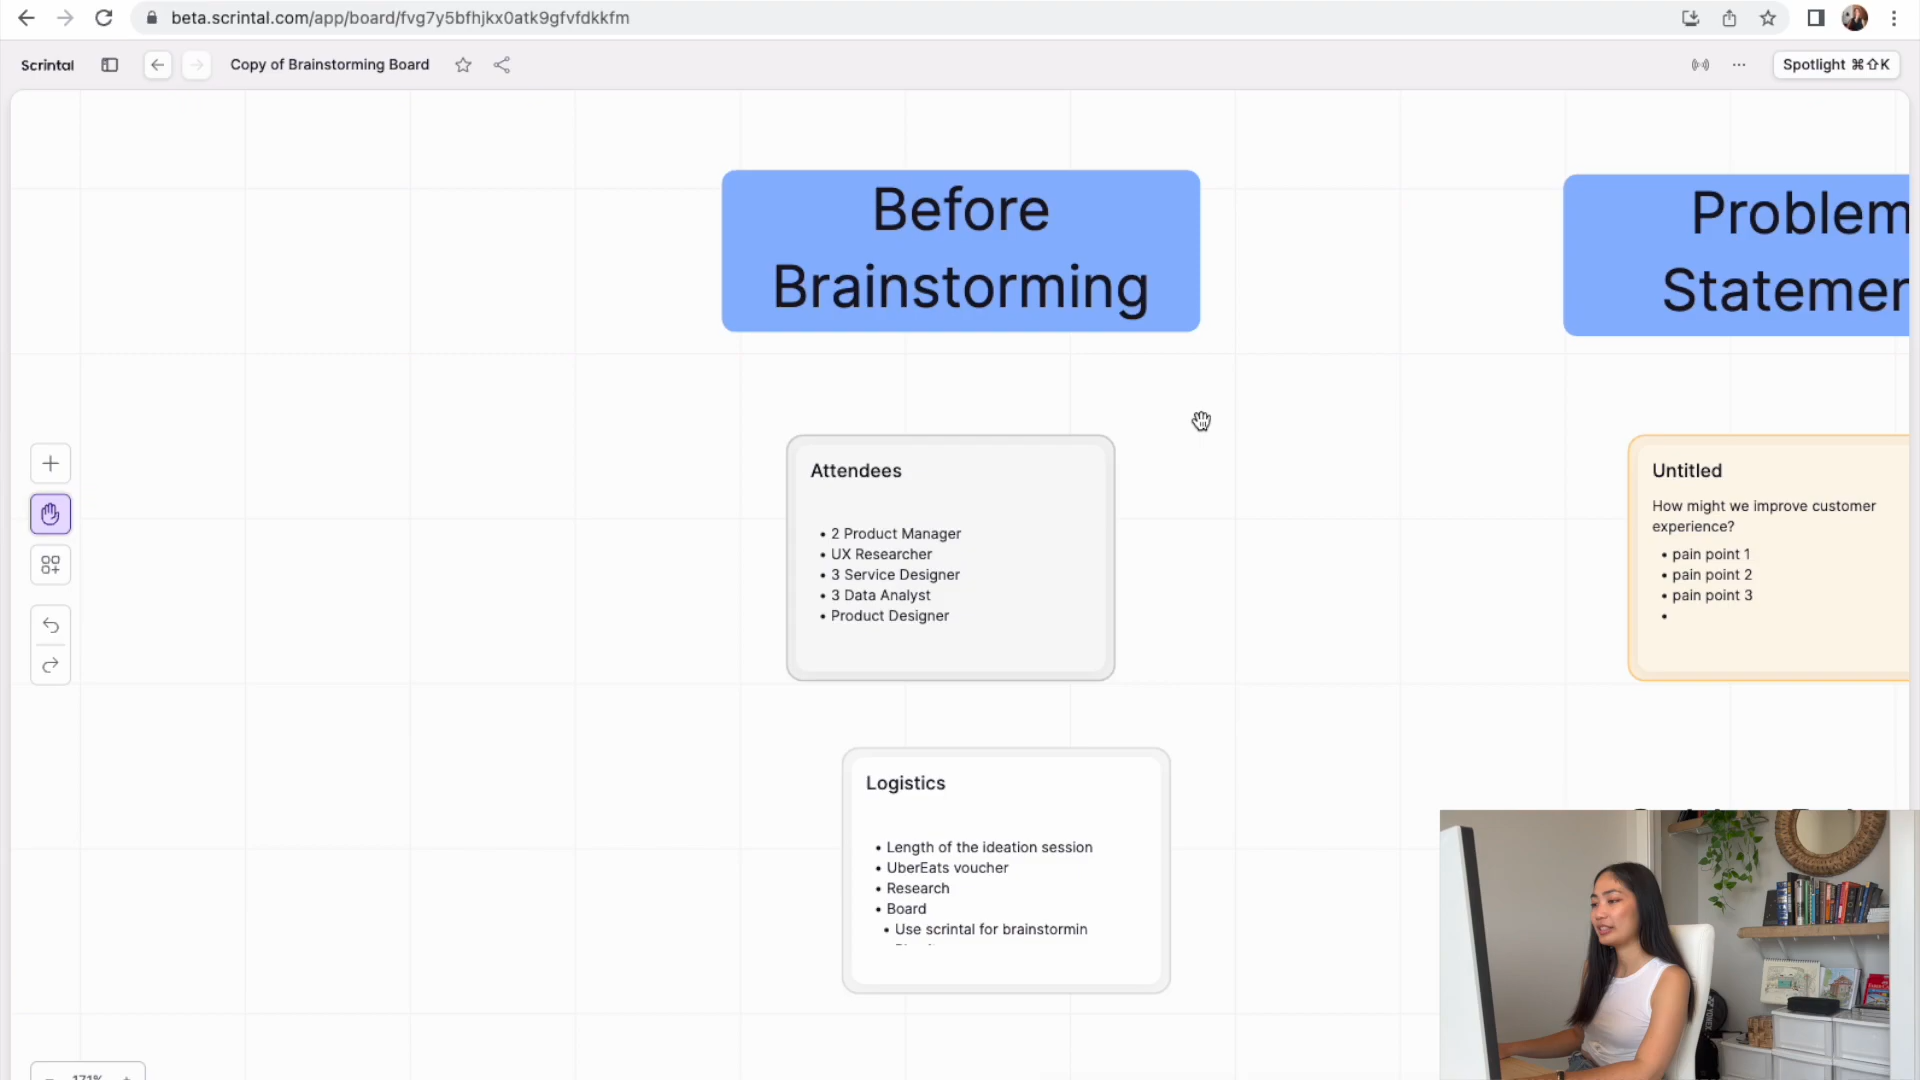 beta.scrintal.com/app/board/fvg7y5bfhjkx0atk9gfvfdkkfm
Scrintal
Copy of Brainstorming Board
Spotlight ⌘⇧K
Before
Brainstorming
Problem
Statemen
Attendees
• 2 Product Manager
• UX Researcher
• 3 Service Designer
• 3 Data Analyst
• Product Designer
Untitled
How might we improve customer
experience?
• pain point 1
• pain point 2
• pain point 3
•
Logistics
• Length of the ideation session
• UberEats voucher
• Research
• Board
• Use scrintal for brainstormin
171%